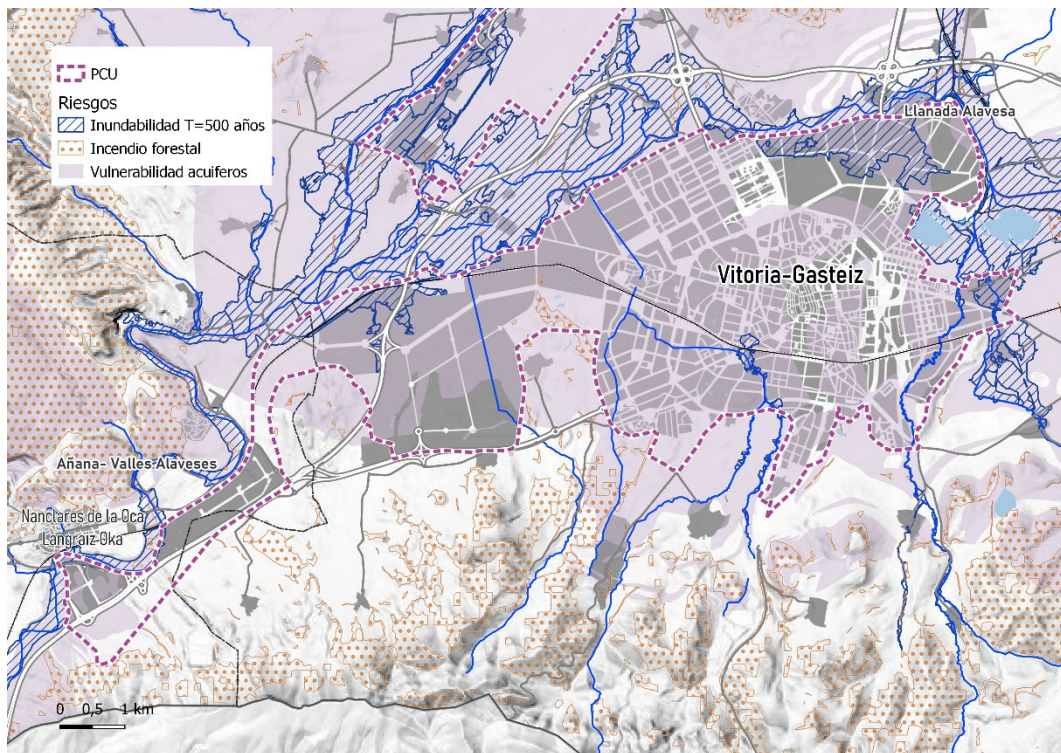 PCU
Riesgos
Inundabilidad T=500 años
Incendio forestal
Vulnerabilidad acuiferos
Llanada Alavesa
Vitoria-Gasteiz
Añana- Valles Alaveses
Nanclares de la Oca
Langraiz Oka
0 0,5 1 km